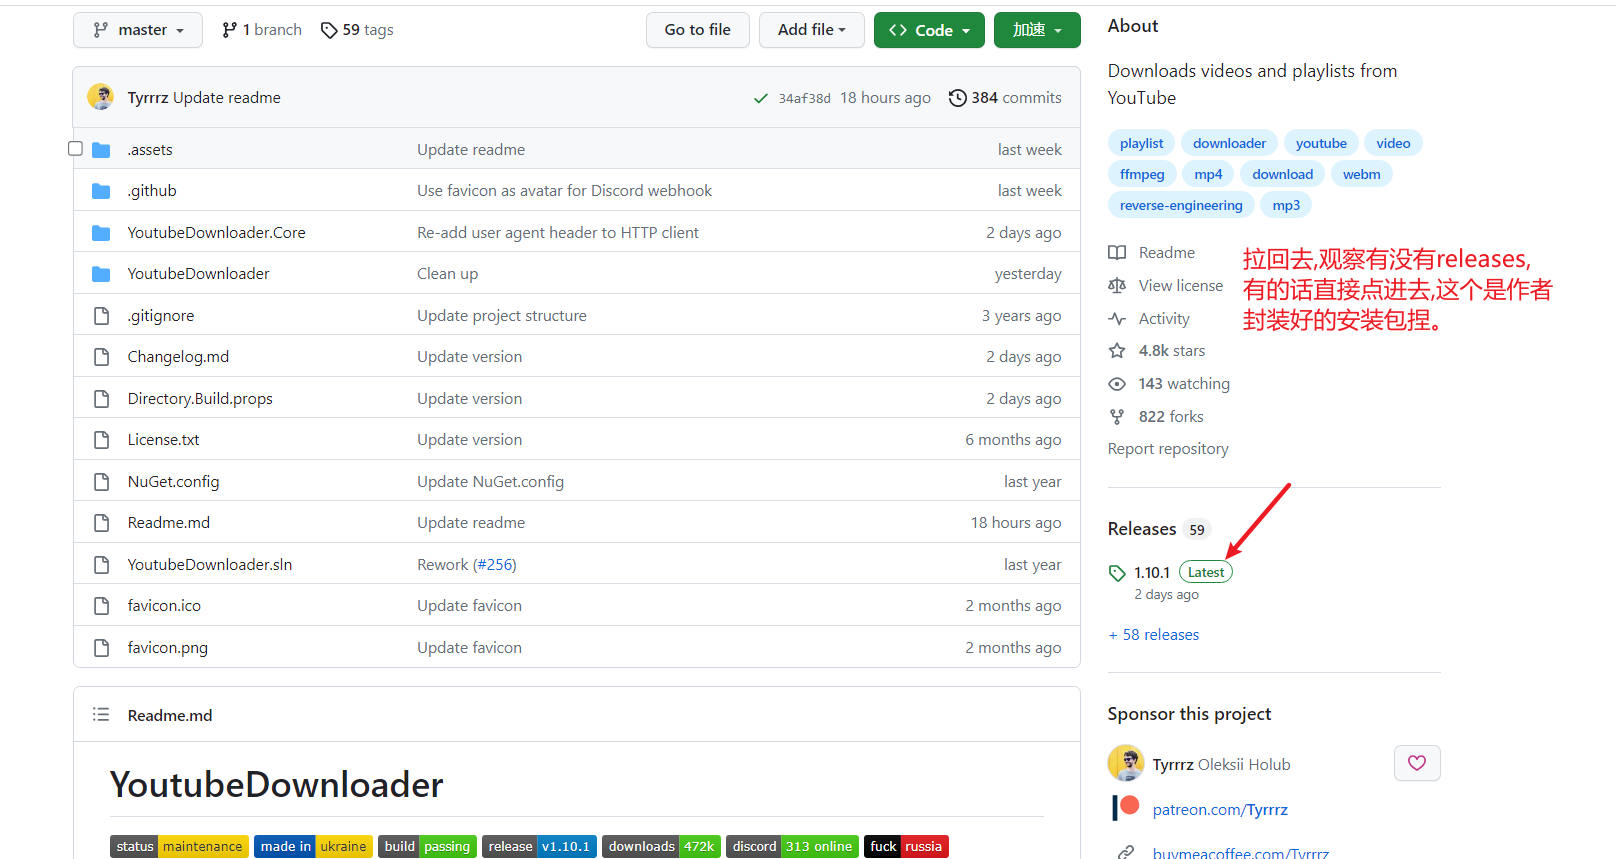 master
1 branch
59 tags
Go to file
Add file
Code
加速
Tyrrrz Update readme
34af38d 18 hours ago
384 commits
.assets Update readme last week
.github Use favicon as avatar for Discord webhook last week
YoutubeDownloader.Core Re-add user agent header to HTTP client 2 days ago
YoutubeDownloader Clean up yesterday
.gitignore Update project structure 3 years ago
Changelog.md Update version 2 days ago
Directory.Build.props Update version 2 days ago
License.txt Update version 6 months ago
NuGet.config Update NuGet.config last year
Readme.md Update readme 18 hours ago
YoutubeDownloader.sln Rework (#256) last year
favicon.ico Update favicon 2 months ago
favicon.png Update favicon 2 months ago
Readme.md
YoutubeDownloader
status maintenance made in ukraine build passing release v1.10.1 downloads 472k discord 313 online fuck russia
About
Downloads videos and playlists from
YouTube
playlist downloader youtube video
ffmpeg mp4 download webm
reverse-engineering mp3
Readme
View license
Activity
4.8k stars
143 watching
822 forks
Report repository
拉回去,观察有没有releases,
有的话直接点进去,这个是作者
封装好的安装包捏。
Releases 59
1.10.1 Latest
2 days ago
+ 58 releases
Sponsor this project
Tyrrrz Oleksii Holub
patreon.com/Tyrrrz
buymeacoffee.com/Tyrrrz